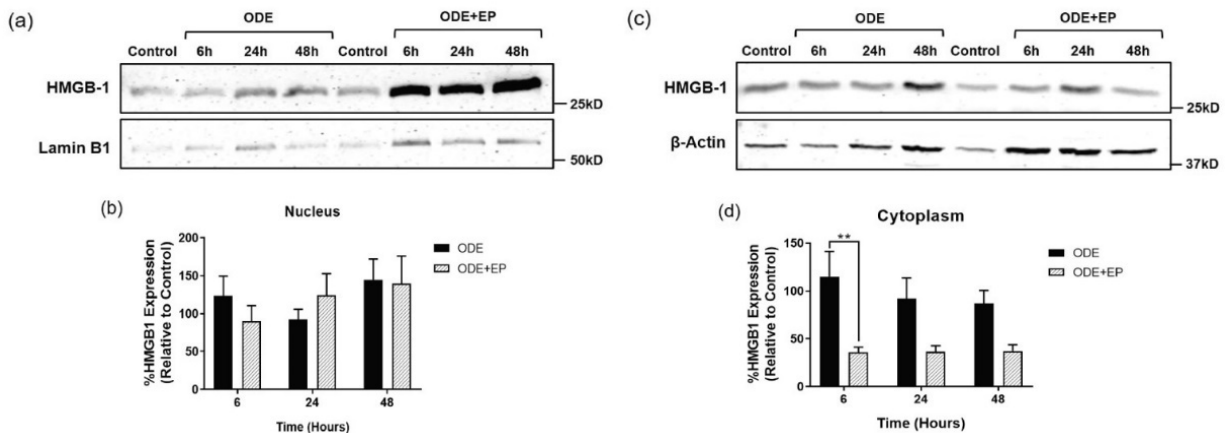 (a)
ODE
ODE+EP
Control 6h 24h 48h Control 6h 24h 48h
HMGB-1
25kD
Lamin B1
50kD
(b)
Nucleus
%HMGB1 Expression
(Relative to Control)
200
150
100
50
0
6 24 48
Time (Hours)
ODE
ODE+EP
(c)
ODE
ODE+EP
Control 6h 24h 48h Control 6h 24h 48h
HMGB-1
25kD
β-Actin
37kD
(d)
Cytoplasm
%HMGB1 Expression
(Relative to Control)
150
100
50
0
**
6 24 48
Time (Hours)
ODE
ODE+EP